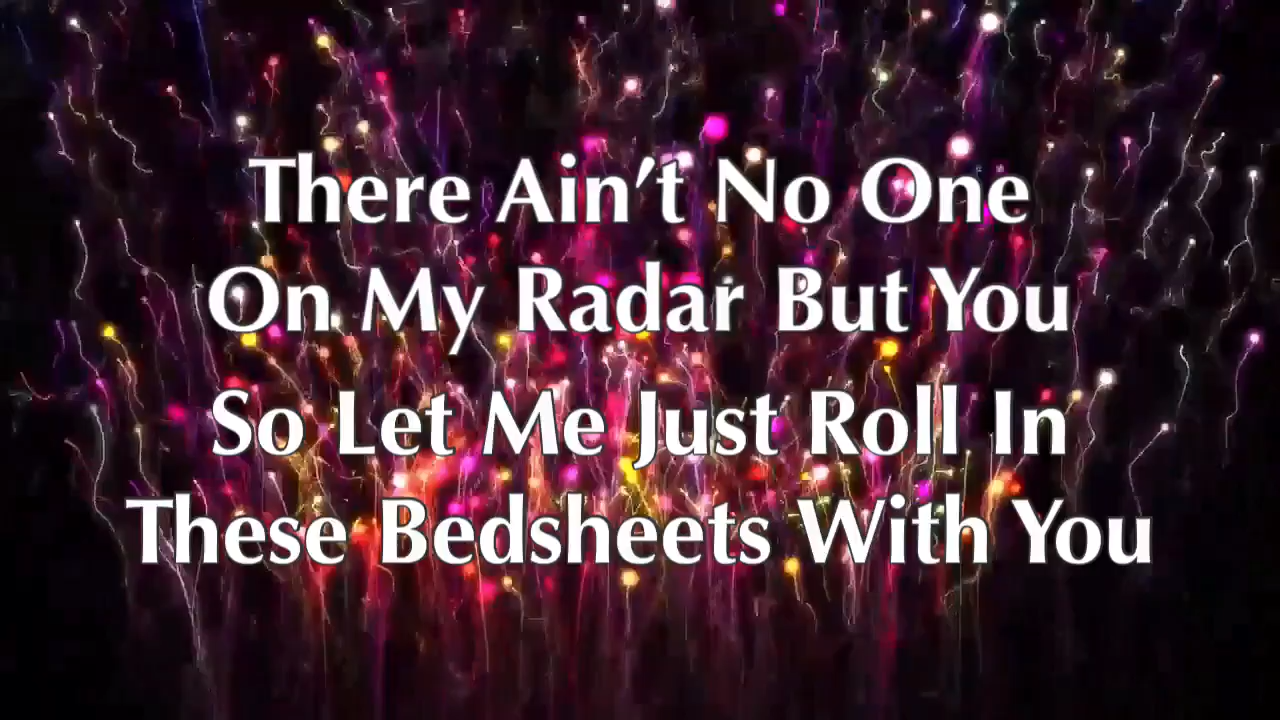 There Ain't No One
On My Radar But You
So Let Me Just Roll In
These Bedsheets With You